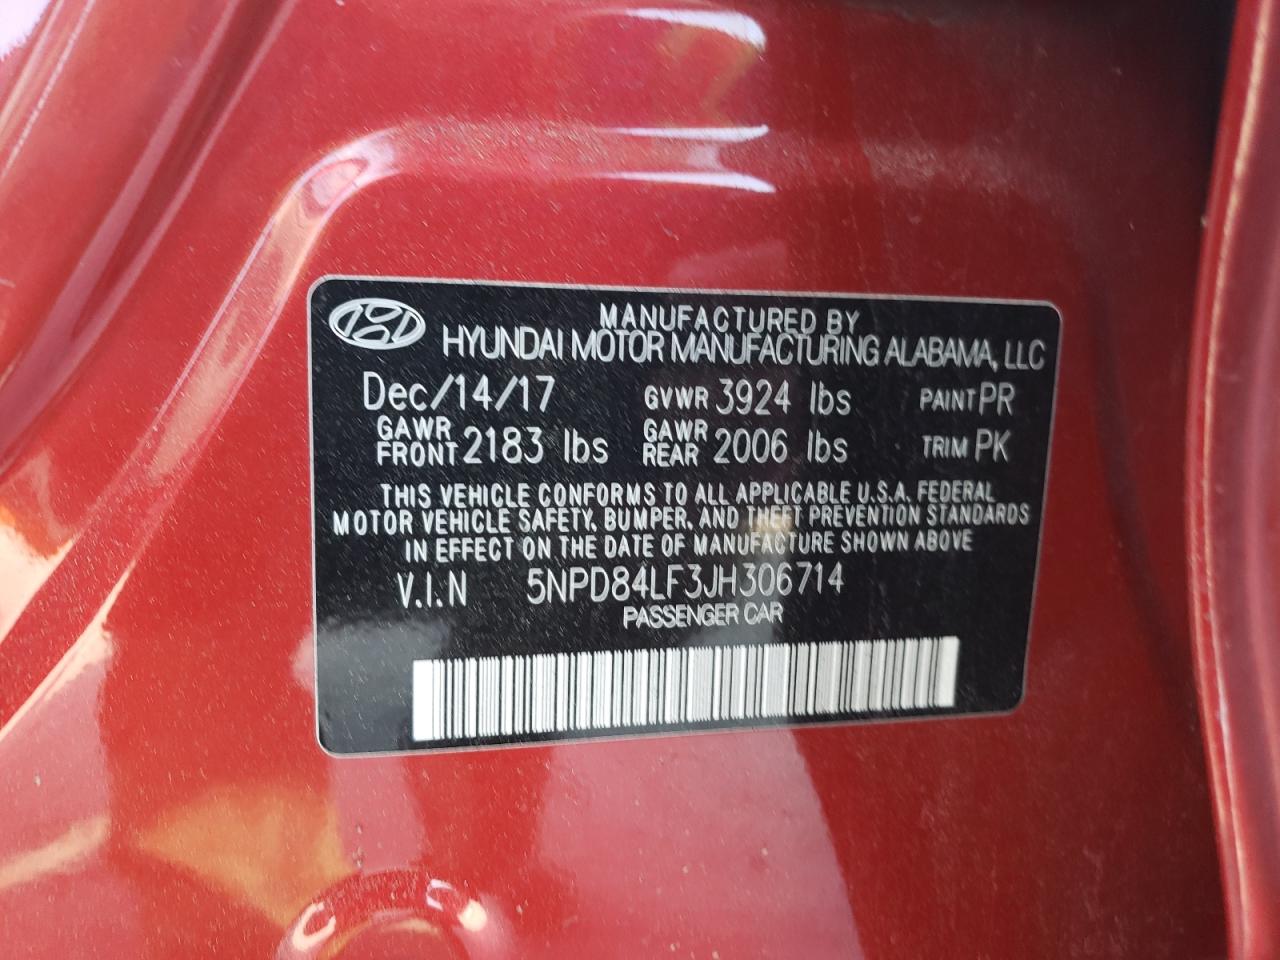 MANUFACTURED BY
HYUNDAI MOTOR MANUFACTURING ALABAMA, LLC
Dec/14/17 GVWR 3924 lbs PAINT PR
GAWR FRONT 2183 lbs GAWR REAR 2006 lbs TRIM PK
THIS VEHICLE CONFORMS TO ALL APPLICABLE U.S.A. FEDERAL
MOTOR VEHICLE SAFETY, BUMPER, AND THEFT PREVENTION STANDARDS
IN EFFECT ON THE DATE OF MANUFACTURE SHOWN ABOVE
V.I.N 5NPD84LF3JH306714
PASSENGER CAR